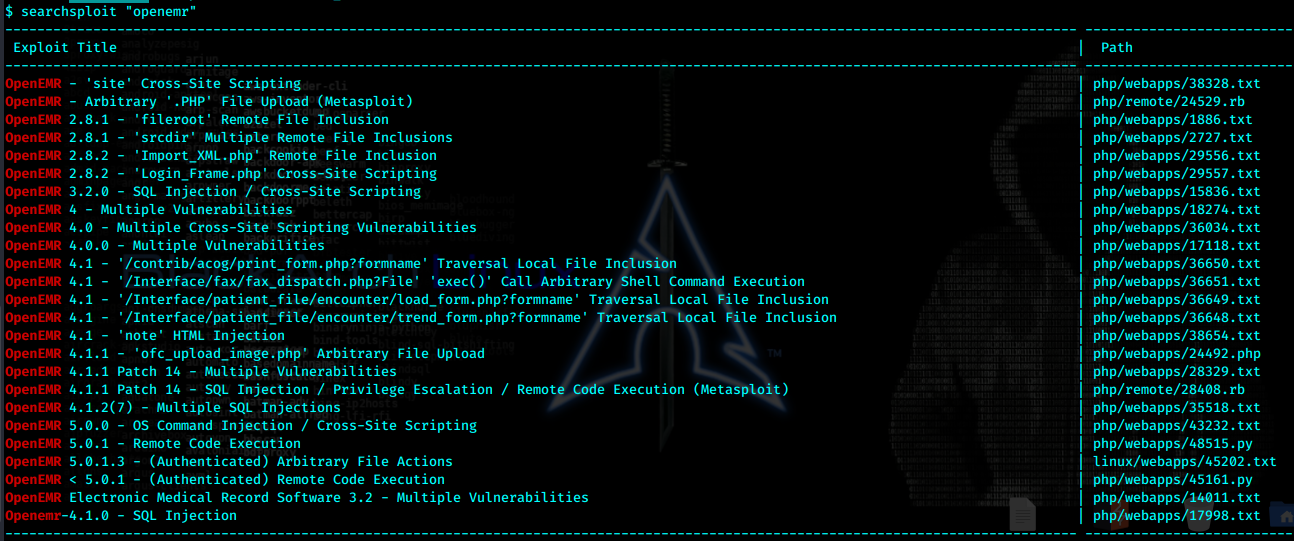 $ searchsploit "openemr"
Exploit Title | Path
OpenEMR - 'site' Cross-Site Scripting | php/webapps/38328.txt
OpenEMR - Arbitrary '.PHP' File Upload (Metasploit) | php/remote/24529.rb
OpenEMR 2.8.1 - 'fileroot' Remote File Inclusion | php/webapps/1886.txt
OpenEMR 2.8.1 - 'srcdir' Multiple Remote File Inclusions | php/webapps/2727.txt
OpenEMR 2.8.2 - 'Import_XML.php' Remote File Inclusion | php/webapps/29556.txt
OpenEMR 2.8.2 - 'Login_Frame.php' Cross-Site Scripting | php/webapps/29557.txt
OpenEMR 3.2.0 - SQL Injection / Cross-Site Scripting | php/webapps/15836.txt
OpenEMR 4 - Multiple Vulnerabilities | php/webapps/18274.txt
OpenEMR 4.0 - Multiple Cross-Site Scripting Vulnerabilities | php/webapps/36034.txt
OpenEMR 4.0.0 - Multiple Vulnerabilities | php/webapps/17118.txt
OpenEMR 4.1 - '/contrib/acog/print_form.php?formname' Traversal Local File Inclusion | php/webapps/36650.txt
OpenEMR 4.1 - '/Interface/fax/fax_dispatch.php?File' 'exec()' Call Arbitrary Shell Command Execution | php/webapps/36651.txt
OpenEMR 4.1 - '/Interface/patient_file/encounter/load_form.php?formname' Traversal Local File Inclusion | php/webapps/36649.txt
OpenEMR 4.1 - '/Interface/patient_file/encounter/trend_form.php?formname' Traversal Local File Inclusion | php/webapps/36648.txt
OpenEMR 4.1 - 'note' HTML Injection | php/webapps/38654.txt
OpenEMR 4.1.1 - 'ofc_upload_image.php' Arbitrary File Upload | php/webapps/24492.php
OpenEMR 4.1.1 Patch 14 - Multiple Vulnerabilities | php/webapps/28329.txt
OpenEMR 4.1.1 Patch 14 - SQL Injection / Privilege Escalation / Remote Code Execution (Metasploit) | php/remote/28408.rb
OpenEMR 4.1.2(7) - Multiple SQL Injections | php/webapps/35518.txt
OpenEMR 5.0.0 - OS Command Injection / Cross-Site Scripting | php/webapps/43232.txt
OpenEMR 5.0.1 - Remote Code Execution | php/webapps/48515.py
OpenEMR 5.0.1.3 - (Authenticated) Arbitrary File Actions | linux/webapps/45202.txt
OpenEMR < 5.0.1 - (Authenticated) Remote Code Execution | php/webapps/45161.py
OpenEMR Electronic Medical Record Software 3.2 - Multiple Vulnerabilities | php/webapps/14011.txt
Openemr-4.1.0 - SQL Injection | php/webapps/17998.txt